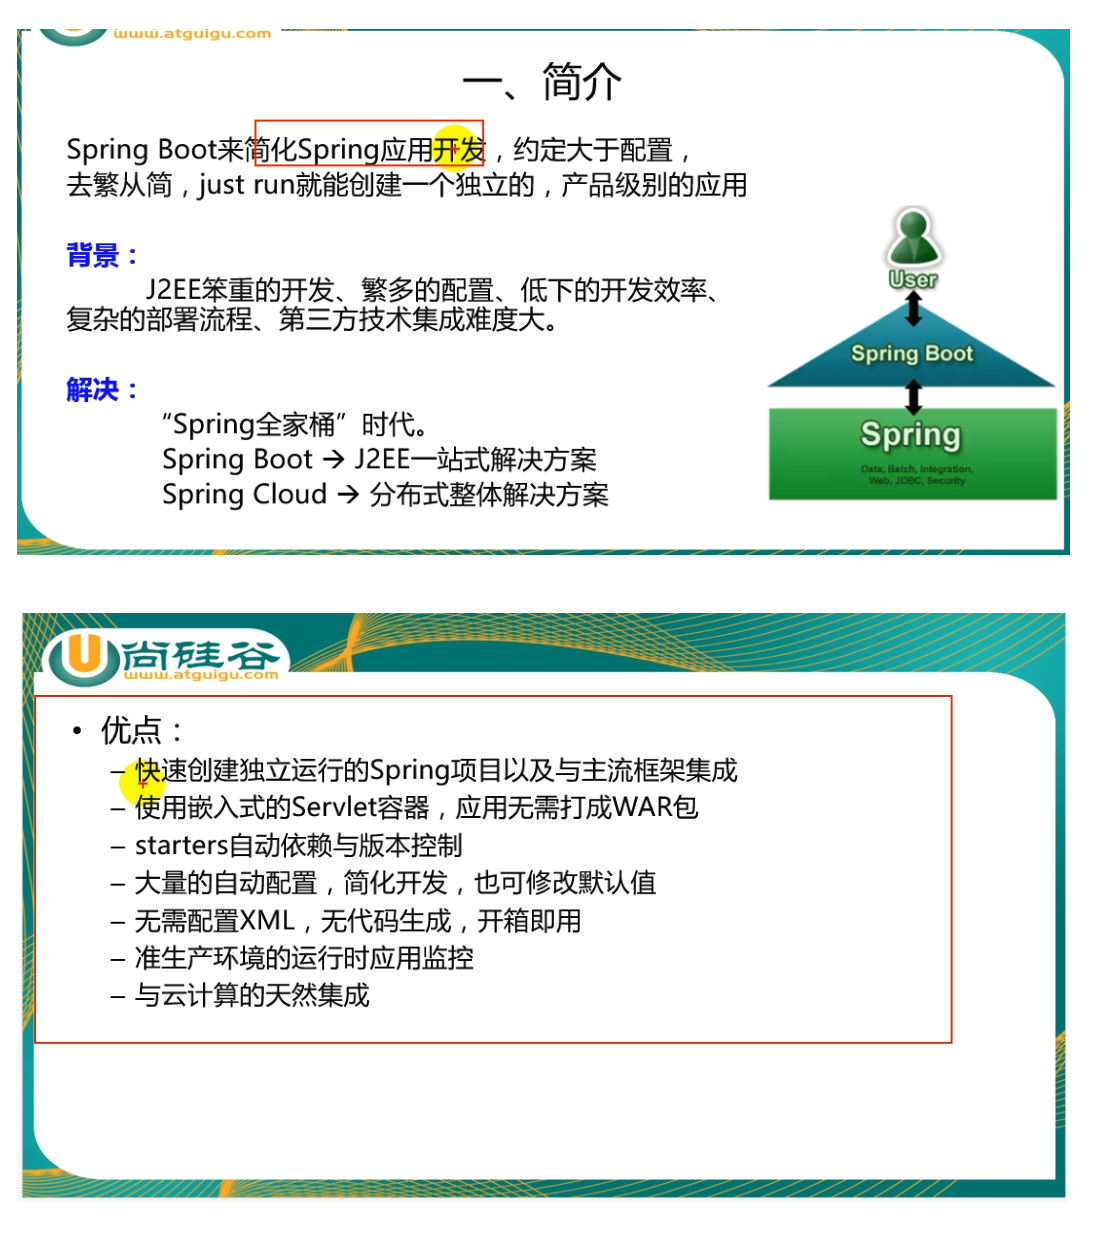 www.atguigu.com
一、简介
Spring Boot来简化Spring应用开发，约定大于配置，
去繁从简，just run就能创建一个独立的，产品级别的应用
背景：
J2EE笨重的开发、繁多的配置、低下的开发效率、
复杂的部署流程、第三方技术集成难度大。
解决：
“Spring全家桶”时代。
Spring Boot → J2EE一站式解决方案
Spring Cloud → 分布式整体解决方案
User
Spring Boot
Spring
Data, Batch, Integration,
Web, JDBC, Security
尚硅谷
www.atguigu.com
• 优点：
– 快速创建独立运行的Spring项目以及与主流框架集成
– 使用嵌入式的Servlet容器，应用无需打成WAR包
– starters自动依赖与版本控制
– 大量的自动配置，简化开发，也可修改默认值
– 无需配置XML，无代码生成，开箱即用
– 准生产环境的运行时应用监控
– 与云计算的天然集成